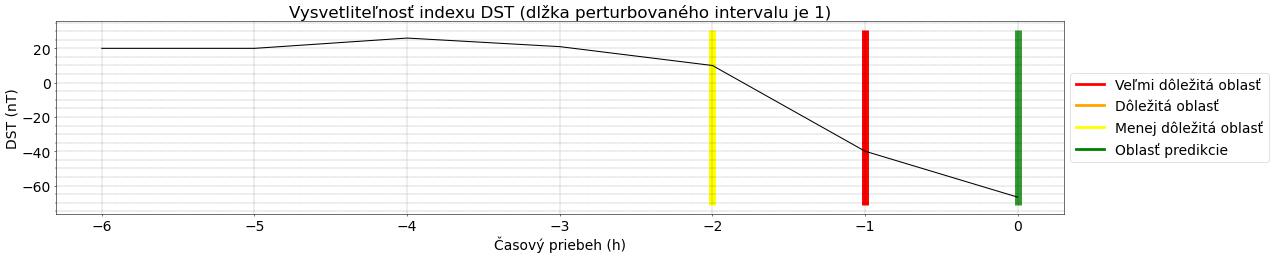 Vysvetliteľnosť indexu DST (dĺžka perturbovaného intervalu je 1)
DST (nT)
20
0
−20
−40
−60
−6 −5 −4 −3 −2 −1 0
Časový priebeh (h)
Veľmi dôležitá oblasť
Dôležitá oblasť
Menej dôležitá oblasť
Oblasť predikcie